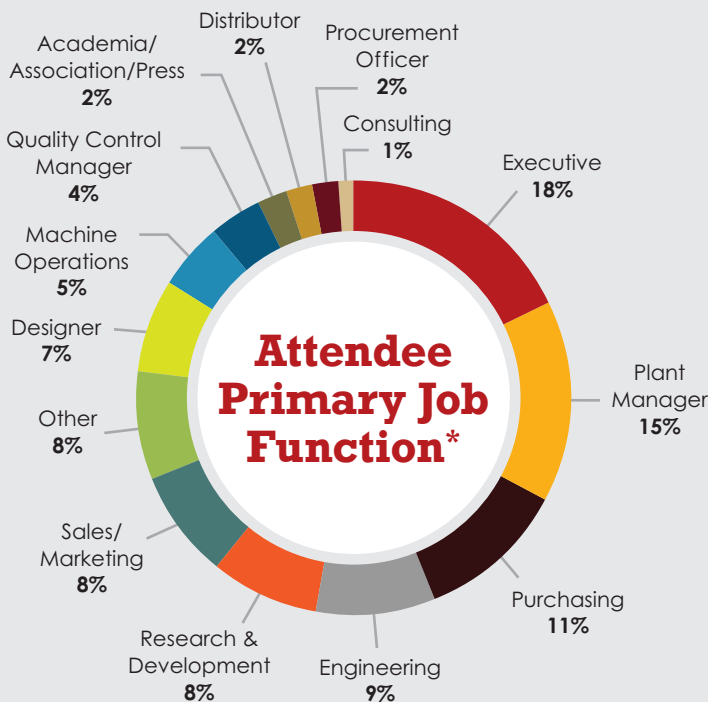 Attendee
Primary Job
Function*
Executive
18%
Plant
Manager
15%
Purchasing
11%
Engineering
9%
Research &
Development
8%
Sales/
Marketing
8%
Other
8%
Designer
7%
Machine
Operations
5%
Quality Control
Manager
4%
Academia/
Association/Press
2%
Distributor
2%
Procurement
Officer
2%
Consulting
1%